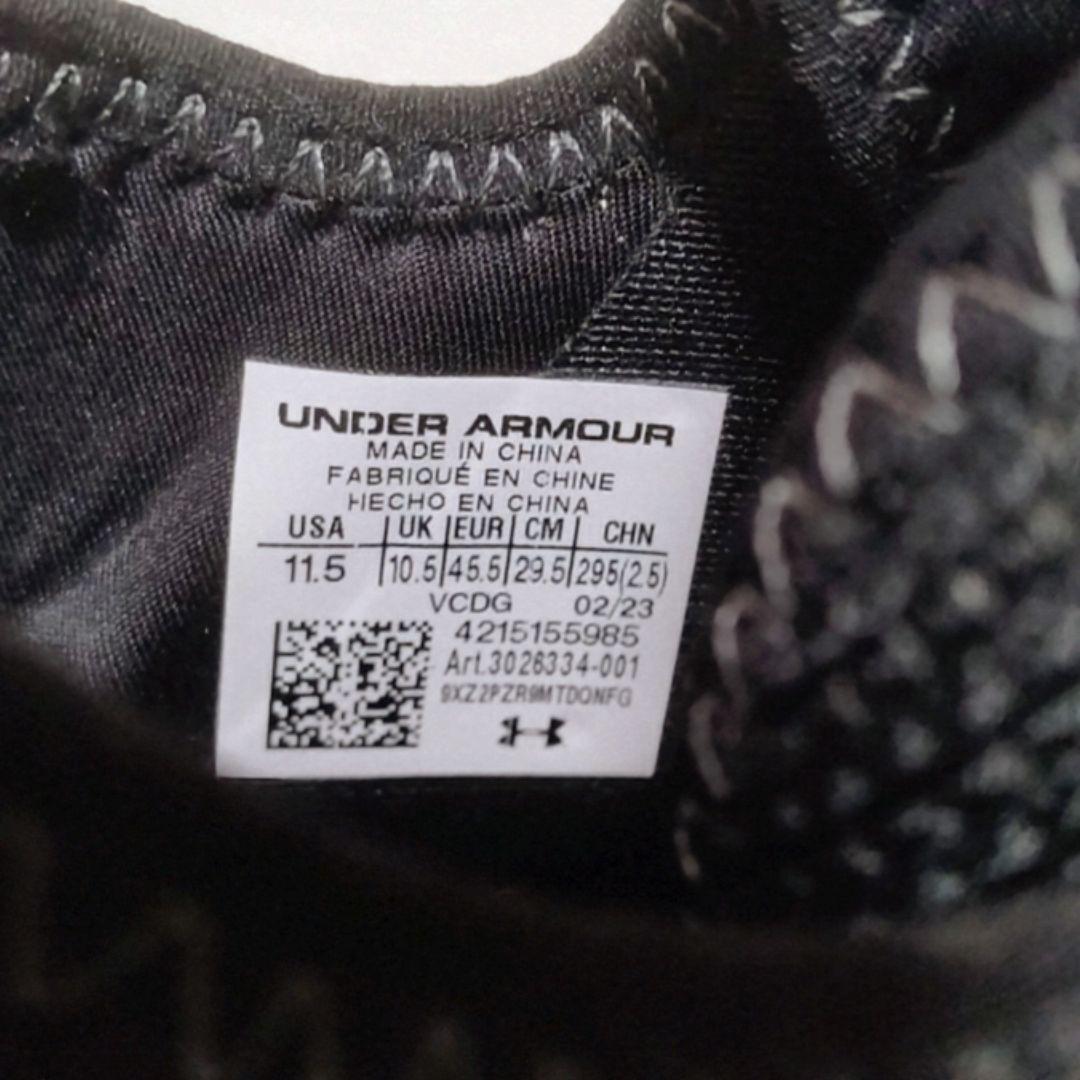 UNDER ARMOUR
MADE IN CHINA
FABRIQUÉ EN CHINE
HECHO EN CHINA
USA UK EUR CM CHN
11.5 10.5 45.5 29.5 295(2.5)
VCDG 02/23
4215155985
Art.3026334-001
9XZ2PZR9MTDQNFG